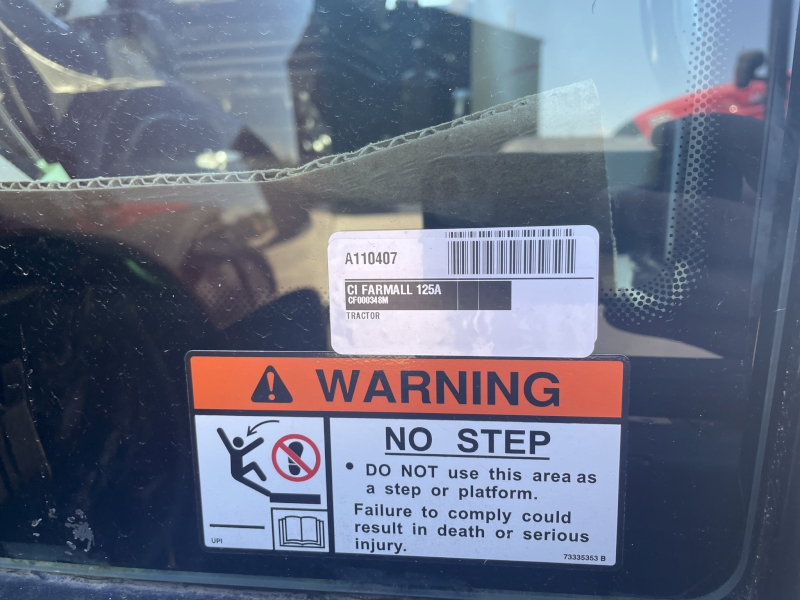 A110407
CI FARMALL 125A
CF000348M
TRACTOR
WARNING
NO STEP
• DO NOT use this area as
a step or platform.
Failure to comply could
result in death or serious
injury.
UPI
73335353 B